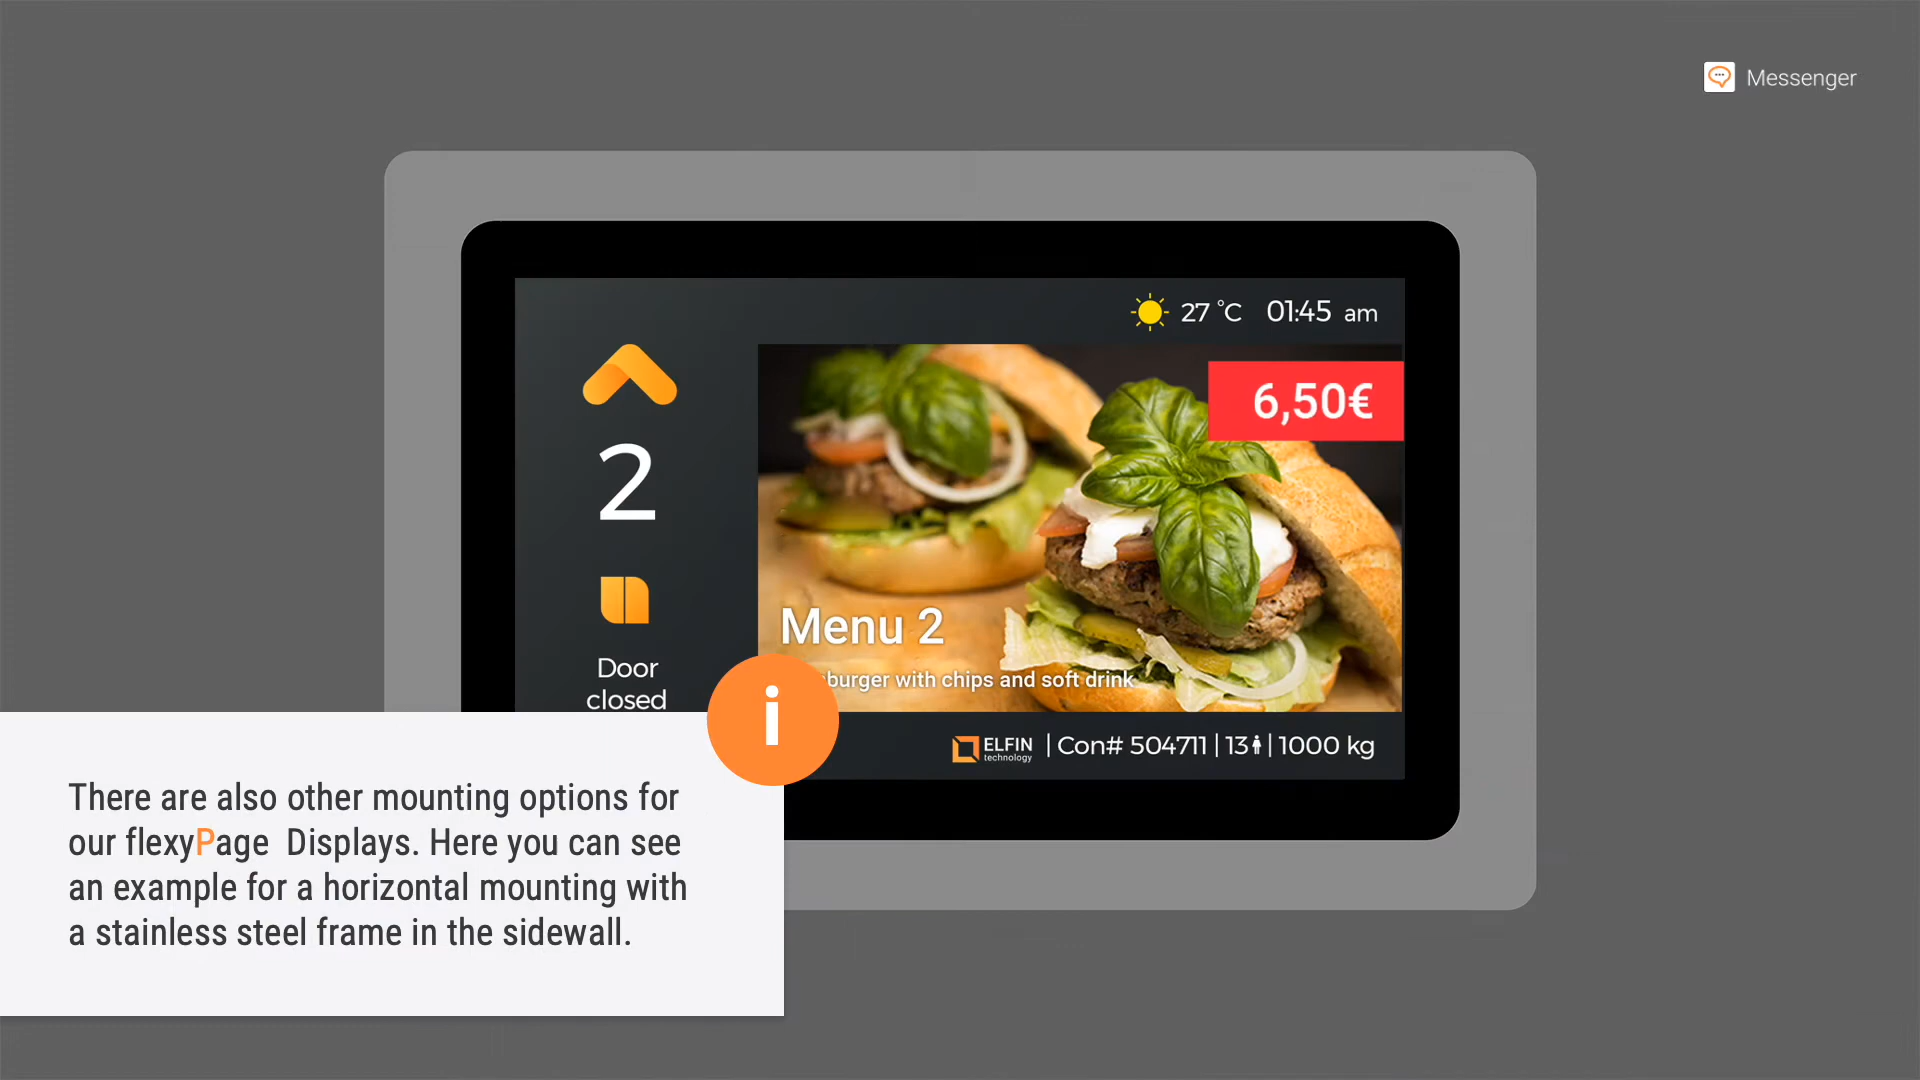 Messenger
27 °C 01:45 am
6,50€
2
Menu 2
burger with chips and soft drink
Door
closed
i
ELFIN
technology
| Con# 504711 | 13 | 1000 kg
There are also other mounting options for
our flexyPage Displays. Here you can see
an example for a horizontal mounting with
a stainless steel frame in the sidewall.